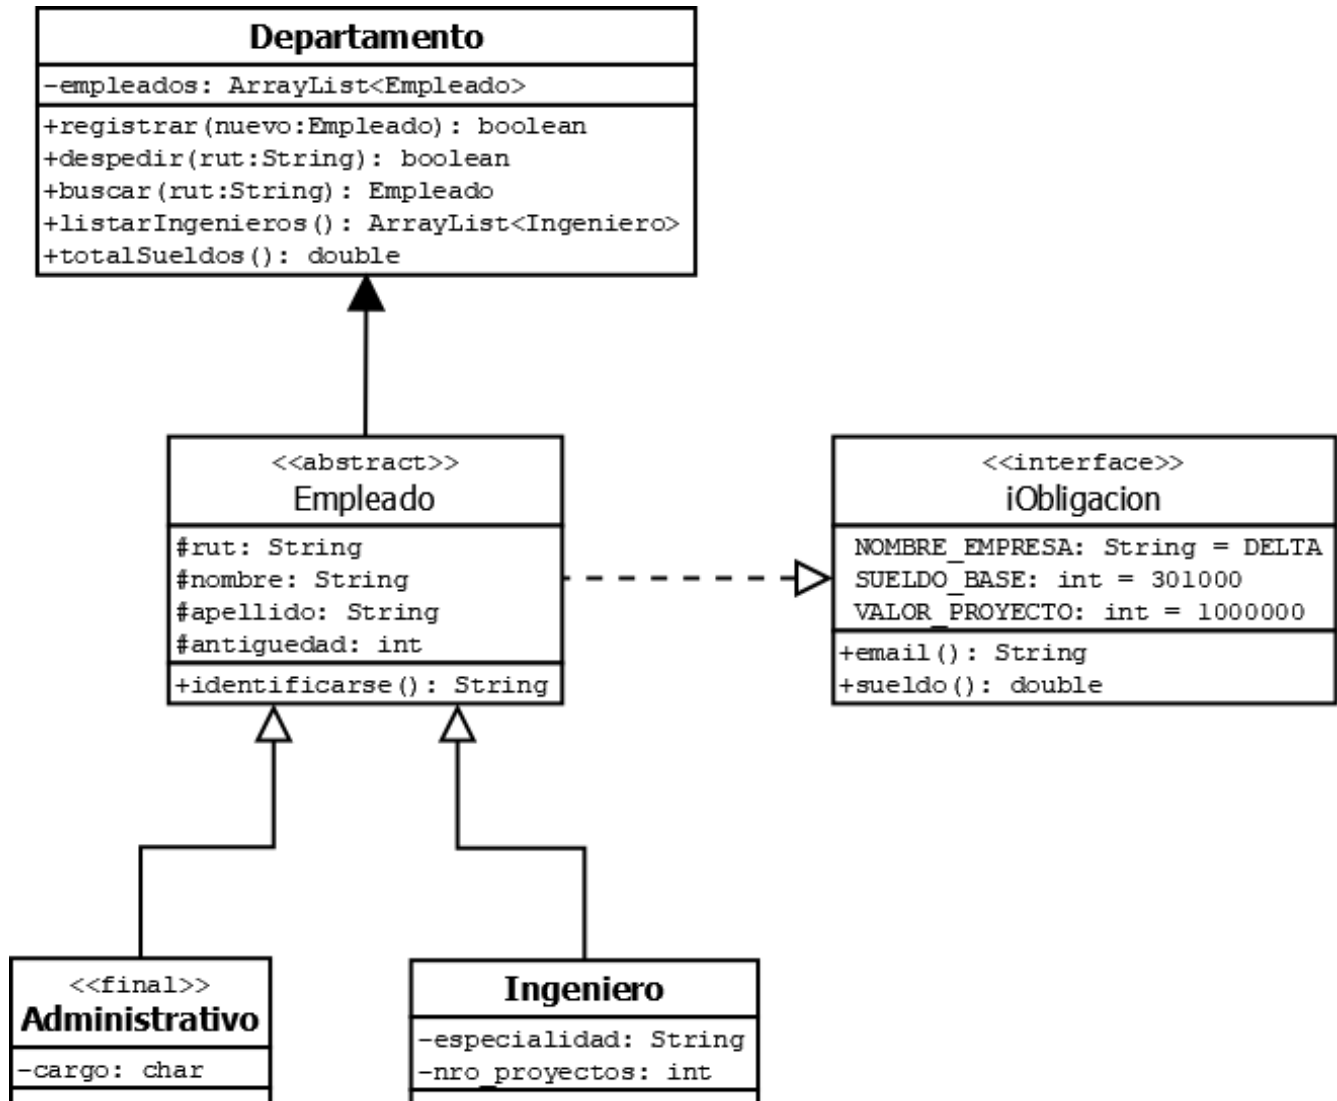 Departamento
-empleados: ArrayList<Empleado>
+registrar(nuevo:Empleado): boolean
+despedir(rut:String): boolean
+buscar(rut:String): Empleado
+listarIngenieros(): ArrayList<Ingeniero>
+totalSueldos(): double
<<abstract>>
Empleado
#rut: String
#nombre: String
#apellido: String
#antiguedad: int
+identificarse(): String
<<interface>>
iObligacion
NOMBRE_EMPRESA: String = DELTA
SUELDO_BASE: int = 301000
VALOR_PROYECTO: int = 1000000
+email(): String
+sueldo(): double
<<final>>
Administrativo
-cargo: char
Ingeniero
-especialidad: String
-nro_proyectos: int